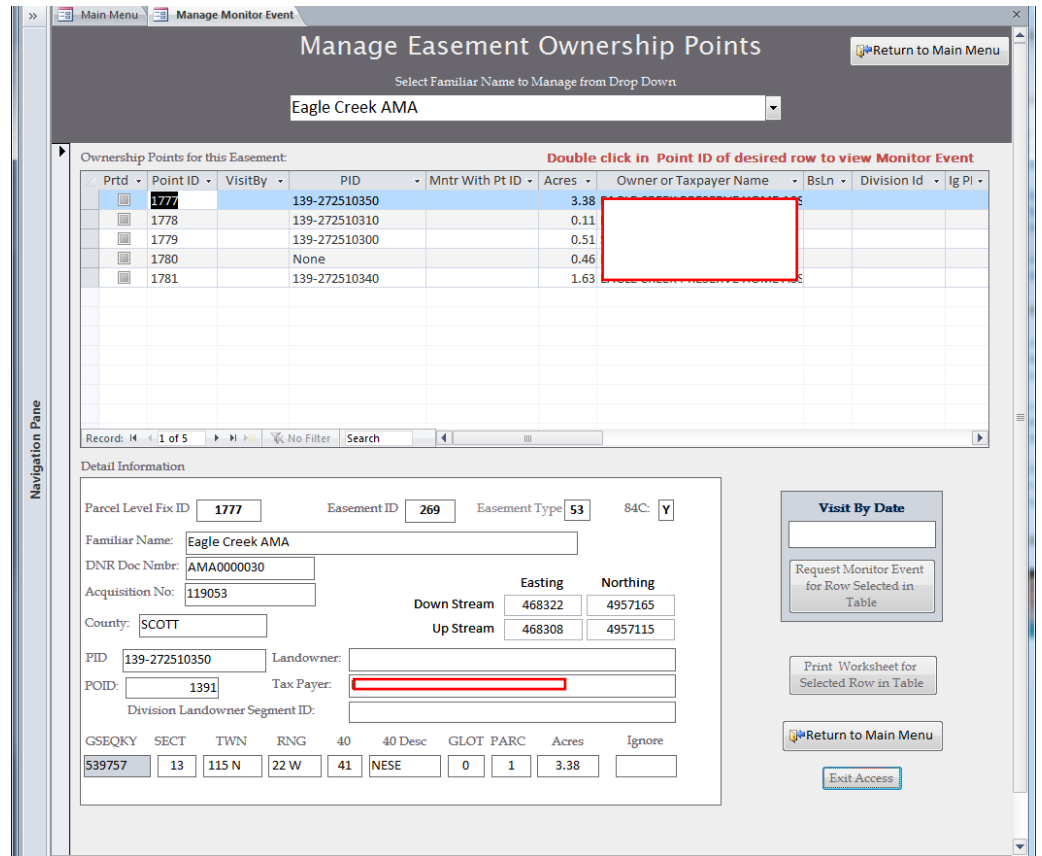 Main Menu Manage Monitor Event
Manage Easement Ownership Points
Return to Main Menu
Select Familiar Name to Manage from Drop Down
Eagle Creek AMA
Ownership Points for this Easement:
Double click in Point ID of desired row to view Monitor Event
Prtd Point ID VisitBy PID Mntr With Pt ID Acres Owner or Taxpayer Name BsLn Division Id Ig Pl
1777 139-272510350 3.38
1778 139-272510310 0.11
1779 139-272510300 0.51
1780 None 0.46
1781 139-272510340 1.63 EAGLE CREEK PRESERVE HOME ASS
Record: 1 of 5 No Filter Search
Navigation Pane
Detail Information
Parcel Level Fix ID 1777 Easement ID 269 Easement Type 53 84C: Y
Familiar Name: Eagle Creek AMA
DNR Doc Nmbr: AMA0000030
Acquisition No: 119053
Easting Northing
Down Stream 468322 4957165
Up Stream 468308 4957115
County: SCOTT
PID 139-272510350 Landowner:
POID: 1391 Tax Payer:
Division Landowner Segment ID:
GSEQKY SECT TWN RNG 40 40 Desc GLOT PARC Acres Ignore
539757 13 115 N 22 W 41 NESE 0 1 3.38
Visit By Date
Request Monitor Event
for Row Selected in
Table
Print Worksheet for
Selected Row in Table
Return to Main Menu
Exit Access